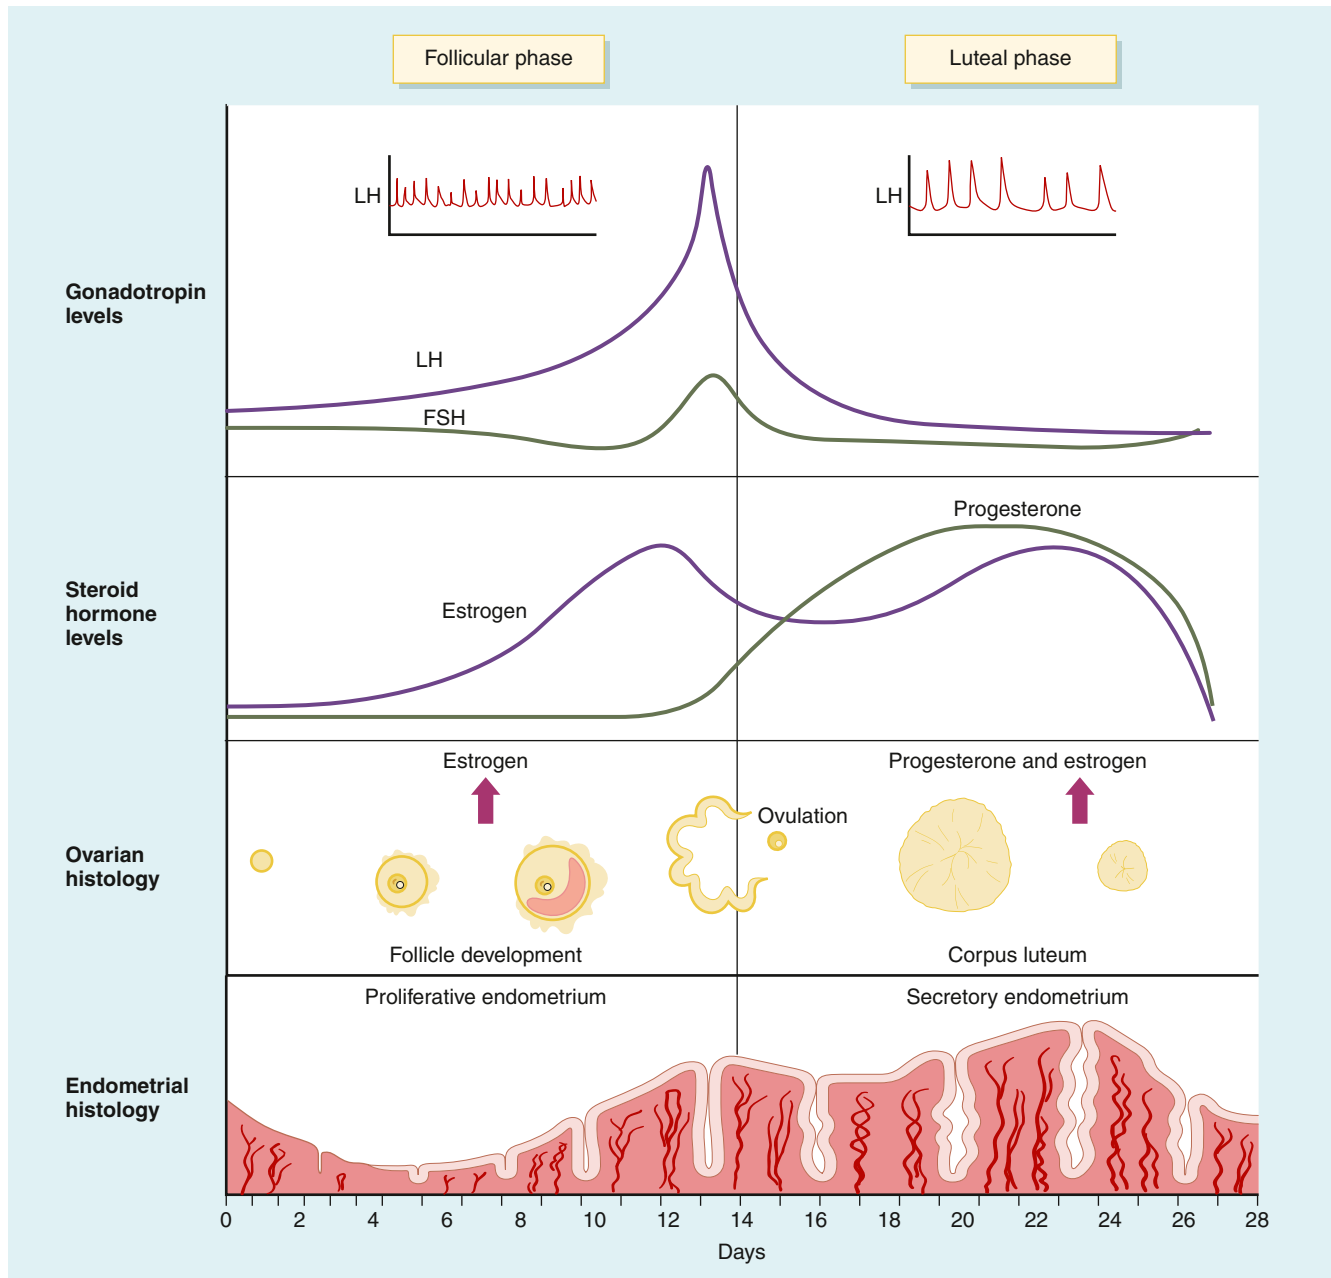 Follicular phase
Luteal phase
LH
LH
Gonadotropin
levels
LH
FSH
Progesterone
Steroid
hormone
levels
Estrogen
Estrogen
Progesterone and estrogen
Ovulation
Ovarian
histology
Follicle development
Corpus luteum
Proliferative endometrium
Secretory endometrium
Endometrial
histology
0 2 4 6 8 10 12 14 16 18 20 22 24 26 28
Days